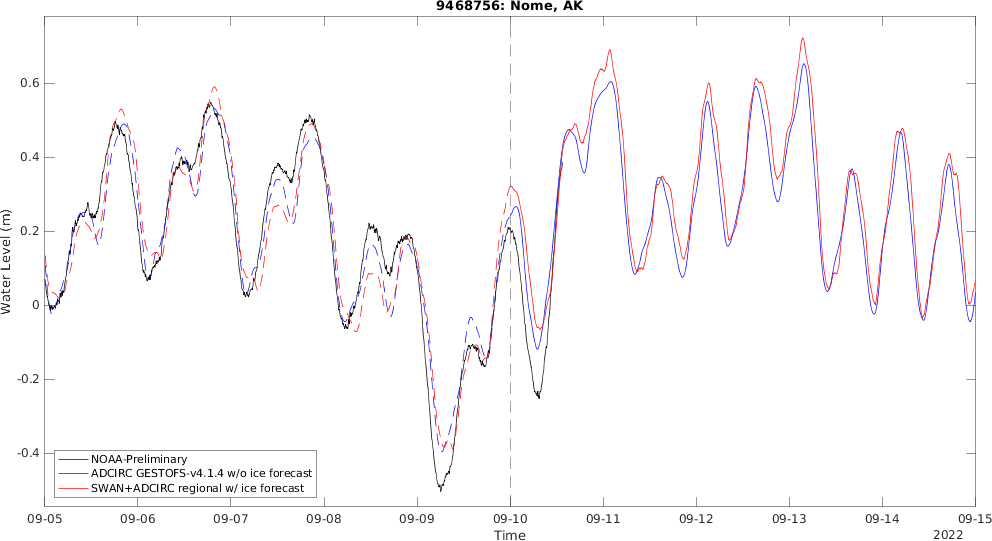 9468756: Nome, AK
Water Level (m)
0.6
0.4
0.2
0
-0.2
-0.4
NOAA-Preliminary
ADCIRC GESTOFS-v4.1.4 w/o ice forecast
SWAN+ADCIRC regional w/ ice forecast
09-05 09-06 09-07 09-08 09-09 09-10 09-11 09-12 09-13 09-14 09-15
Time
2022